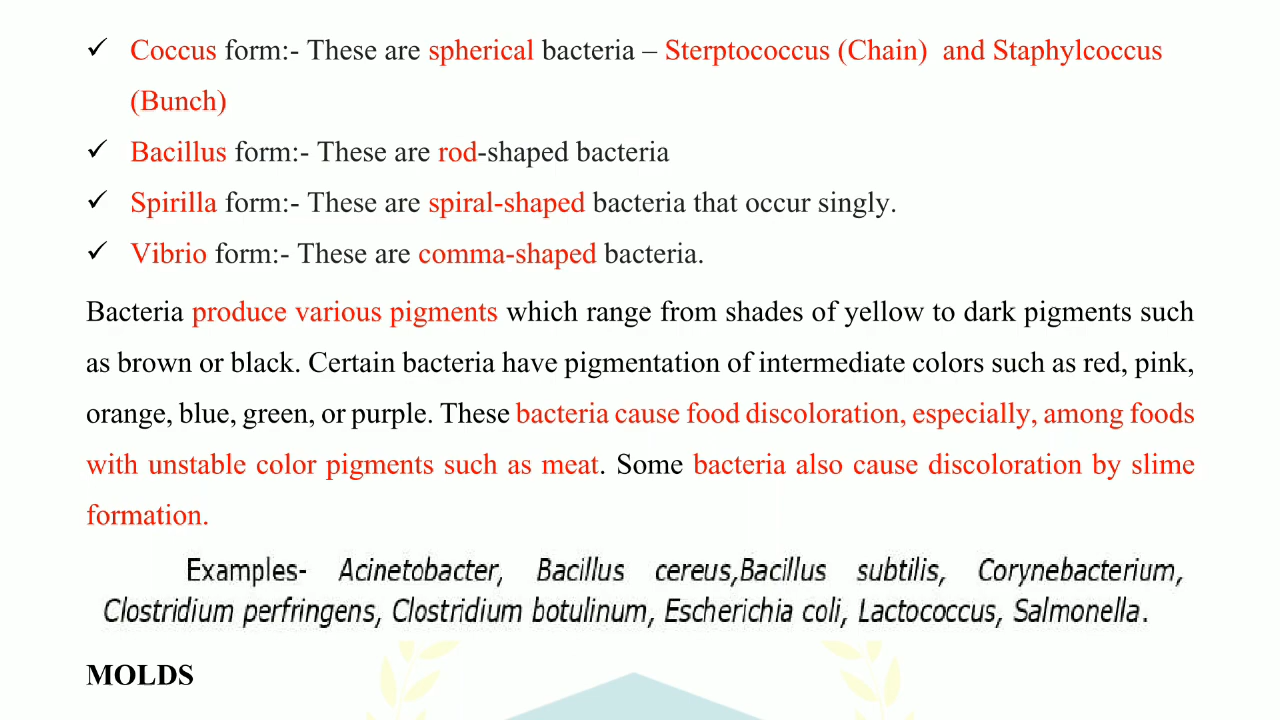 ✓ Coccus form:- These are spherical bacteria – Sterptococcus (Chain) and Staphylcoccus
(Bunch)
✓ Bacillus form:- These are rod-shaped bacteria
✓ Spirilla form:- These are spiral-shaped bacteria that occur singly.
✓ Vibrio form:- These are comma-shaped bacteria.
Bacteria produce various pigments which range from shades of yellow to dark pigments such
as brown or black. Certain bacteria have pigmentation of intermediate colors such as red, pink,
orange, blue, green, or purple. These bacteria cause food discoloration, especially, among foods
with unstable color pigments such as meat. Some bacteria also cause discoloration by slime
formation.
Examples- Acinetobacter, Bacillus cereus,Bacillus subtilis, Corynebacterium,
Clostridium perfringens, Clostridium botulinum, Escherichia coli, Lactococcus, Salmonella.
MOLDS